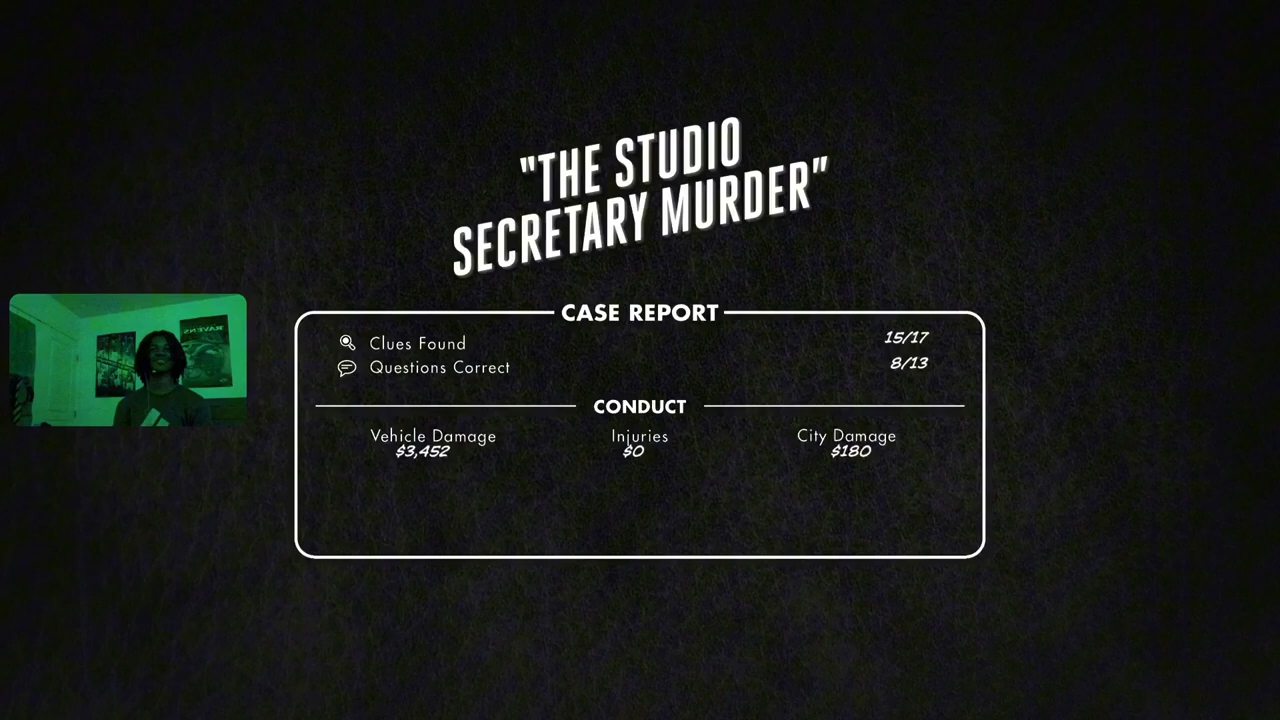 "THE STUDIO
SECRETARY MURDER"
CASE REPORT
Clues Found 15/17
Questions Correct 8/13
CONDUCT
Vehicle Damage Injuries City Damage
$3,452 $0 $180
RAVENS